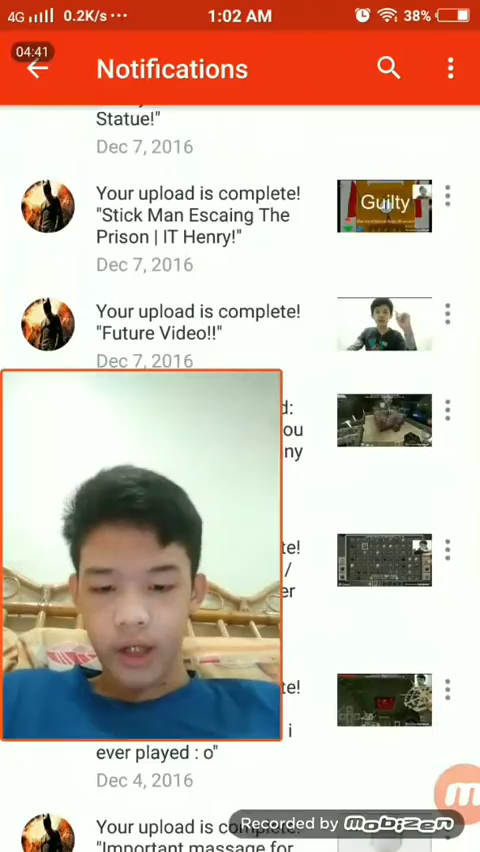 4G 0.2K/s ··· 1:02 AM 38%
04:41
Notifications
Statue!"
Dec 7, 2016
Your upload is complete!
"Stick Man Escaing The
Prison | IT Henry!"
Dec 7, 2016
Guilty
Your upload is complete!
"Future Video!!"
Dec 7, 2016
d:
ou
ny
te!
/
er
te!
i
ever played : o"
Dec 4, 2016
Your upload is complete!
"Important massage for
Recorded by mobizen